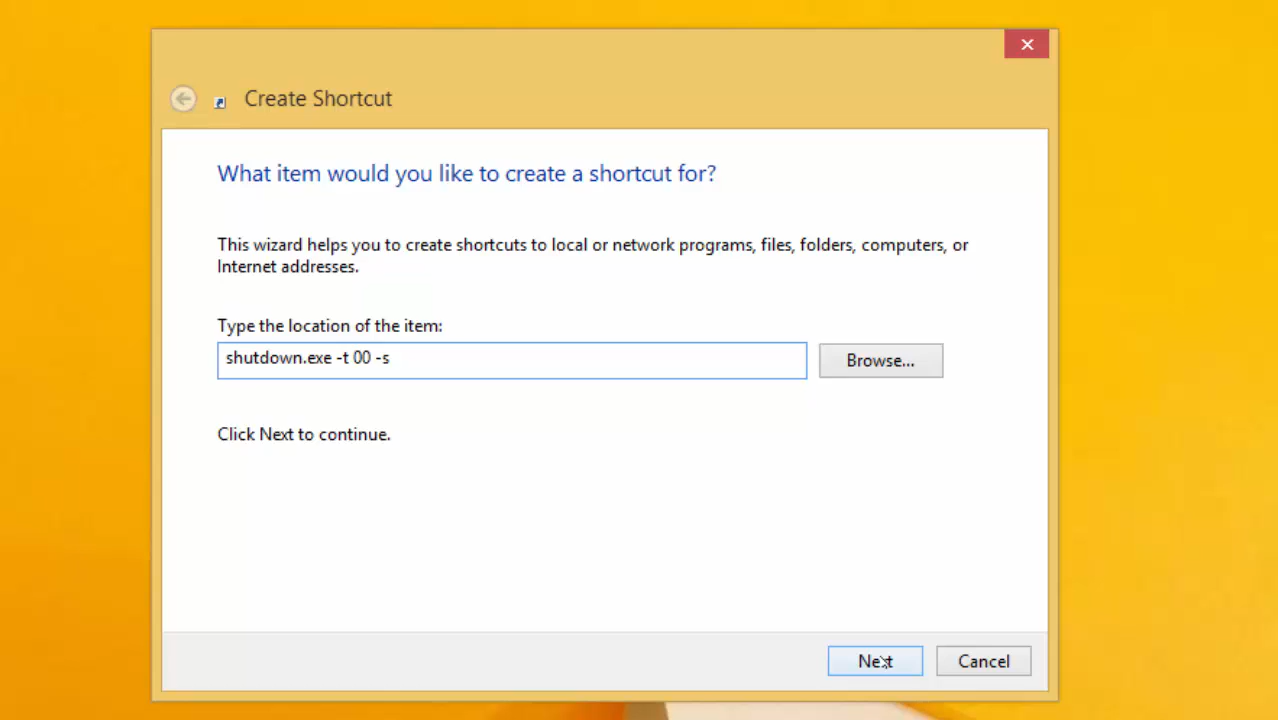 Create Shortcut
What item would you like to create a shortcut for?
This wizard helps you to create shortcuts to local or network programs, files, folders, computers, or
Internet addresses.
Type the location of the item:
shutdown.exe -t 00 -s
Browse...
Click Next to continue.
Next
Cancel